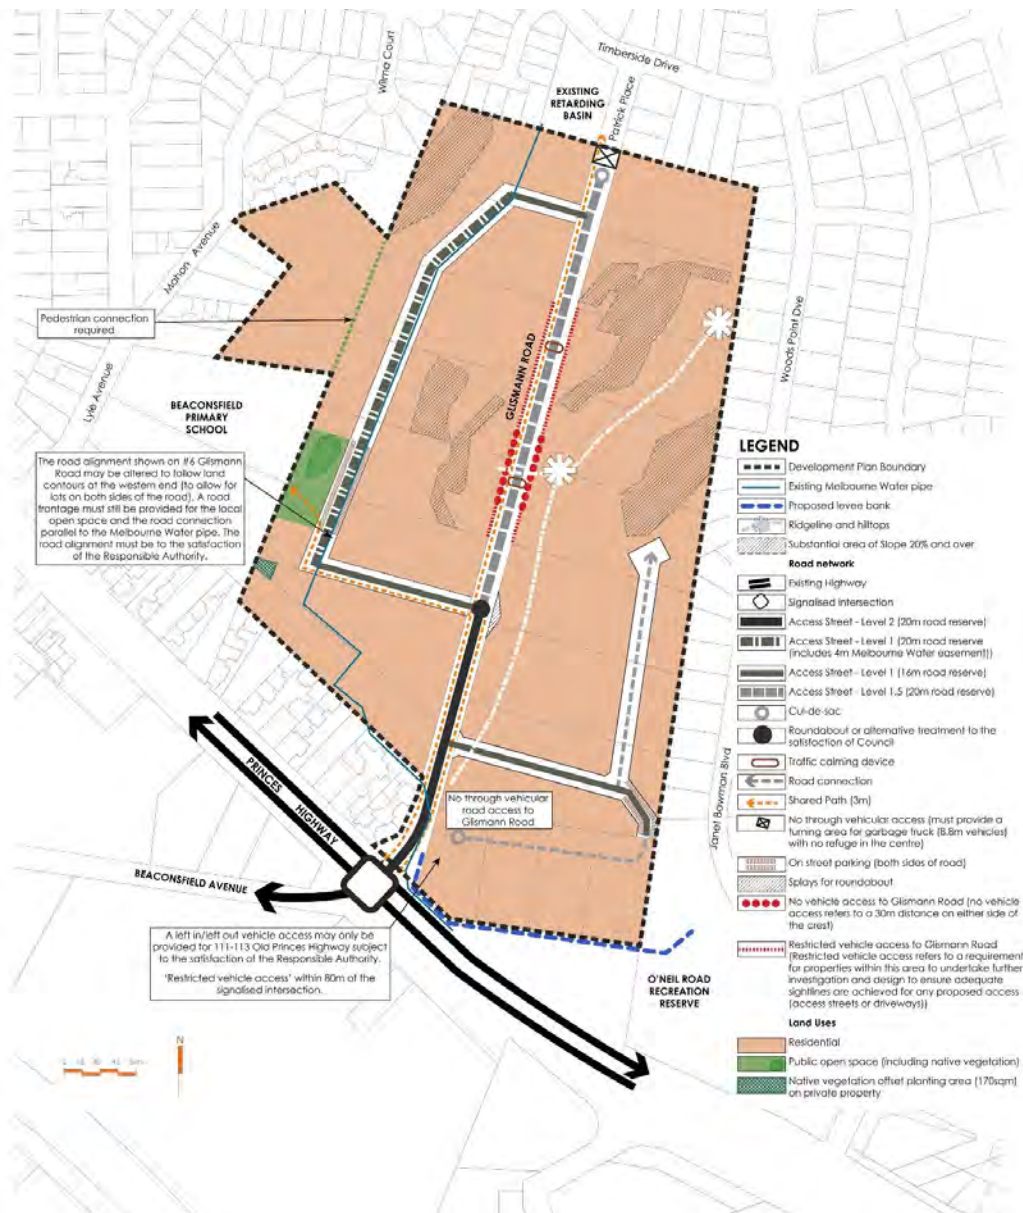 Timberside Drive
Wilma Court
EXISTING
RETARDING
BASIN
Patrick Place
Mahon Avenue
Pedestrian connection
required
GLISMANN ROAD
Woods Point Dve
Lyle Avenue
BEACONSFIELD
PRIMARY
SCHOOL
The road alignment shown on #6 Glismann
Road may be altered to follow land
contours at the western end (to allow for
lots on both sides of the road). A road
frontage must still be provided for the local
open space and the road connection
parallel to the Melbourne Water pipe. The
road alignment must be to the satisfaction
of the Responsible Authority.
PRINCES HIGHWAY
No through vehicular
road access to
Glismann Road
Janet Bowman Blvd
BEACONSFIELD AVENUE
A left in/left out vehicle access may only be
provided for 111-113 Old Princes Highway subject
to the satisfaction of the Responsible Authority.
'Restricted vehicle access' within 80m of the
signalised intersection.
O'NEIL ROAD
RECREATION
RESERVE
N
LEGEND
Development Plan Boundary
Existing Melbourne Water pipe
Proposed levee bank
Ridgeline and hilltops
Substantial area of Slope 20% and over
Road network
Existing Highway
Signalised intersection
Access Street - Level 2 (20m road reserve)
Access Street - Level 1 (20m road reserve
(includes 4m Melbourne Water easement))
Access Street - Level 1 (16m road reserve)
Access Street - Level 1.5 (20m road reserve)
Cul-de-sac
Roundabout or alternative treatment to the
satisfaction of Council
Traffic calming device
Road connection
Shared Path (3m)
No through vehicular access (must provide a
turning area for garbage truck (8.8m vehicles)
with no refuge in the centre)
On street parking (both sides of road)
Splays for roundabout
No vehicle access to Glismann Road (no vehicle
access refers to a 30m distance on either side of
the crest)
Restricted vehicle access to Glismann Road
(Restricted vehicle access refers to a requirement
for properties within this area to undertake further
investigation and design to ensure adequate
sightlines are achieved for any proposed access
(access streets or driveways))
Land Uses
Residential
Public open space (including native vegetation)
Native vegetation offset planting area (170sqm)
on private property